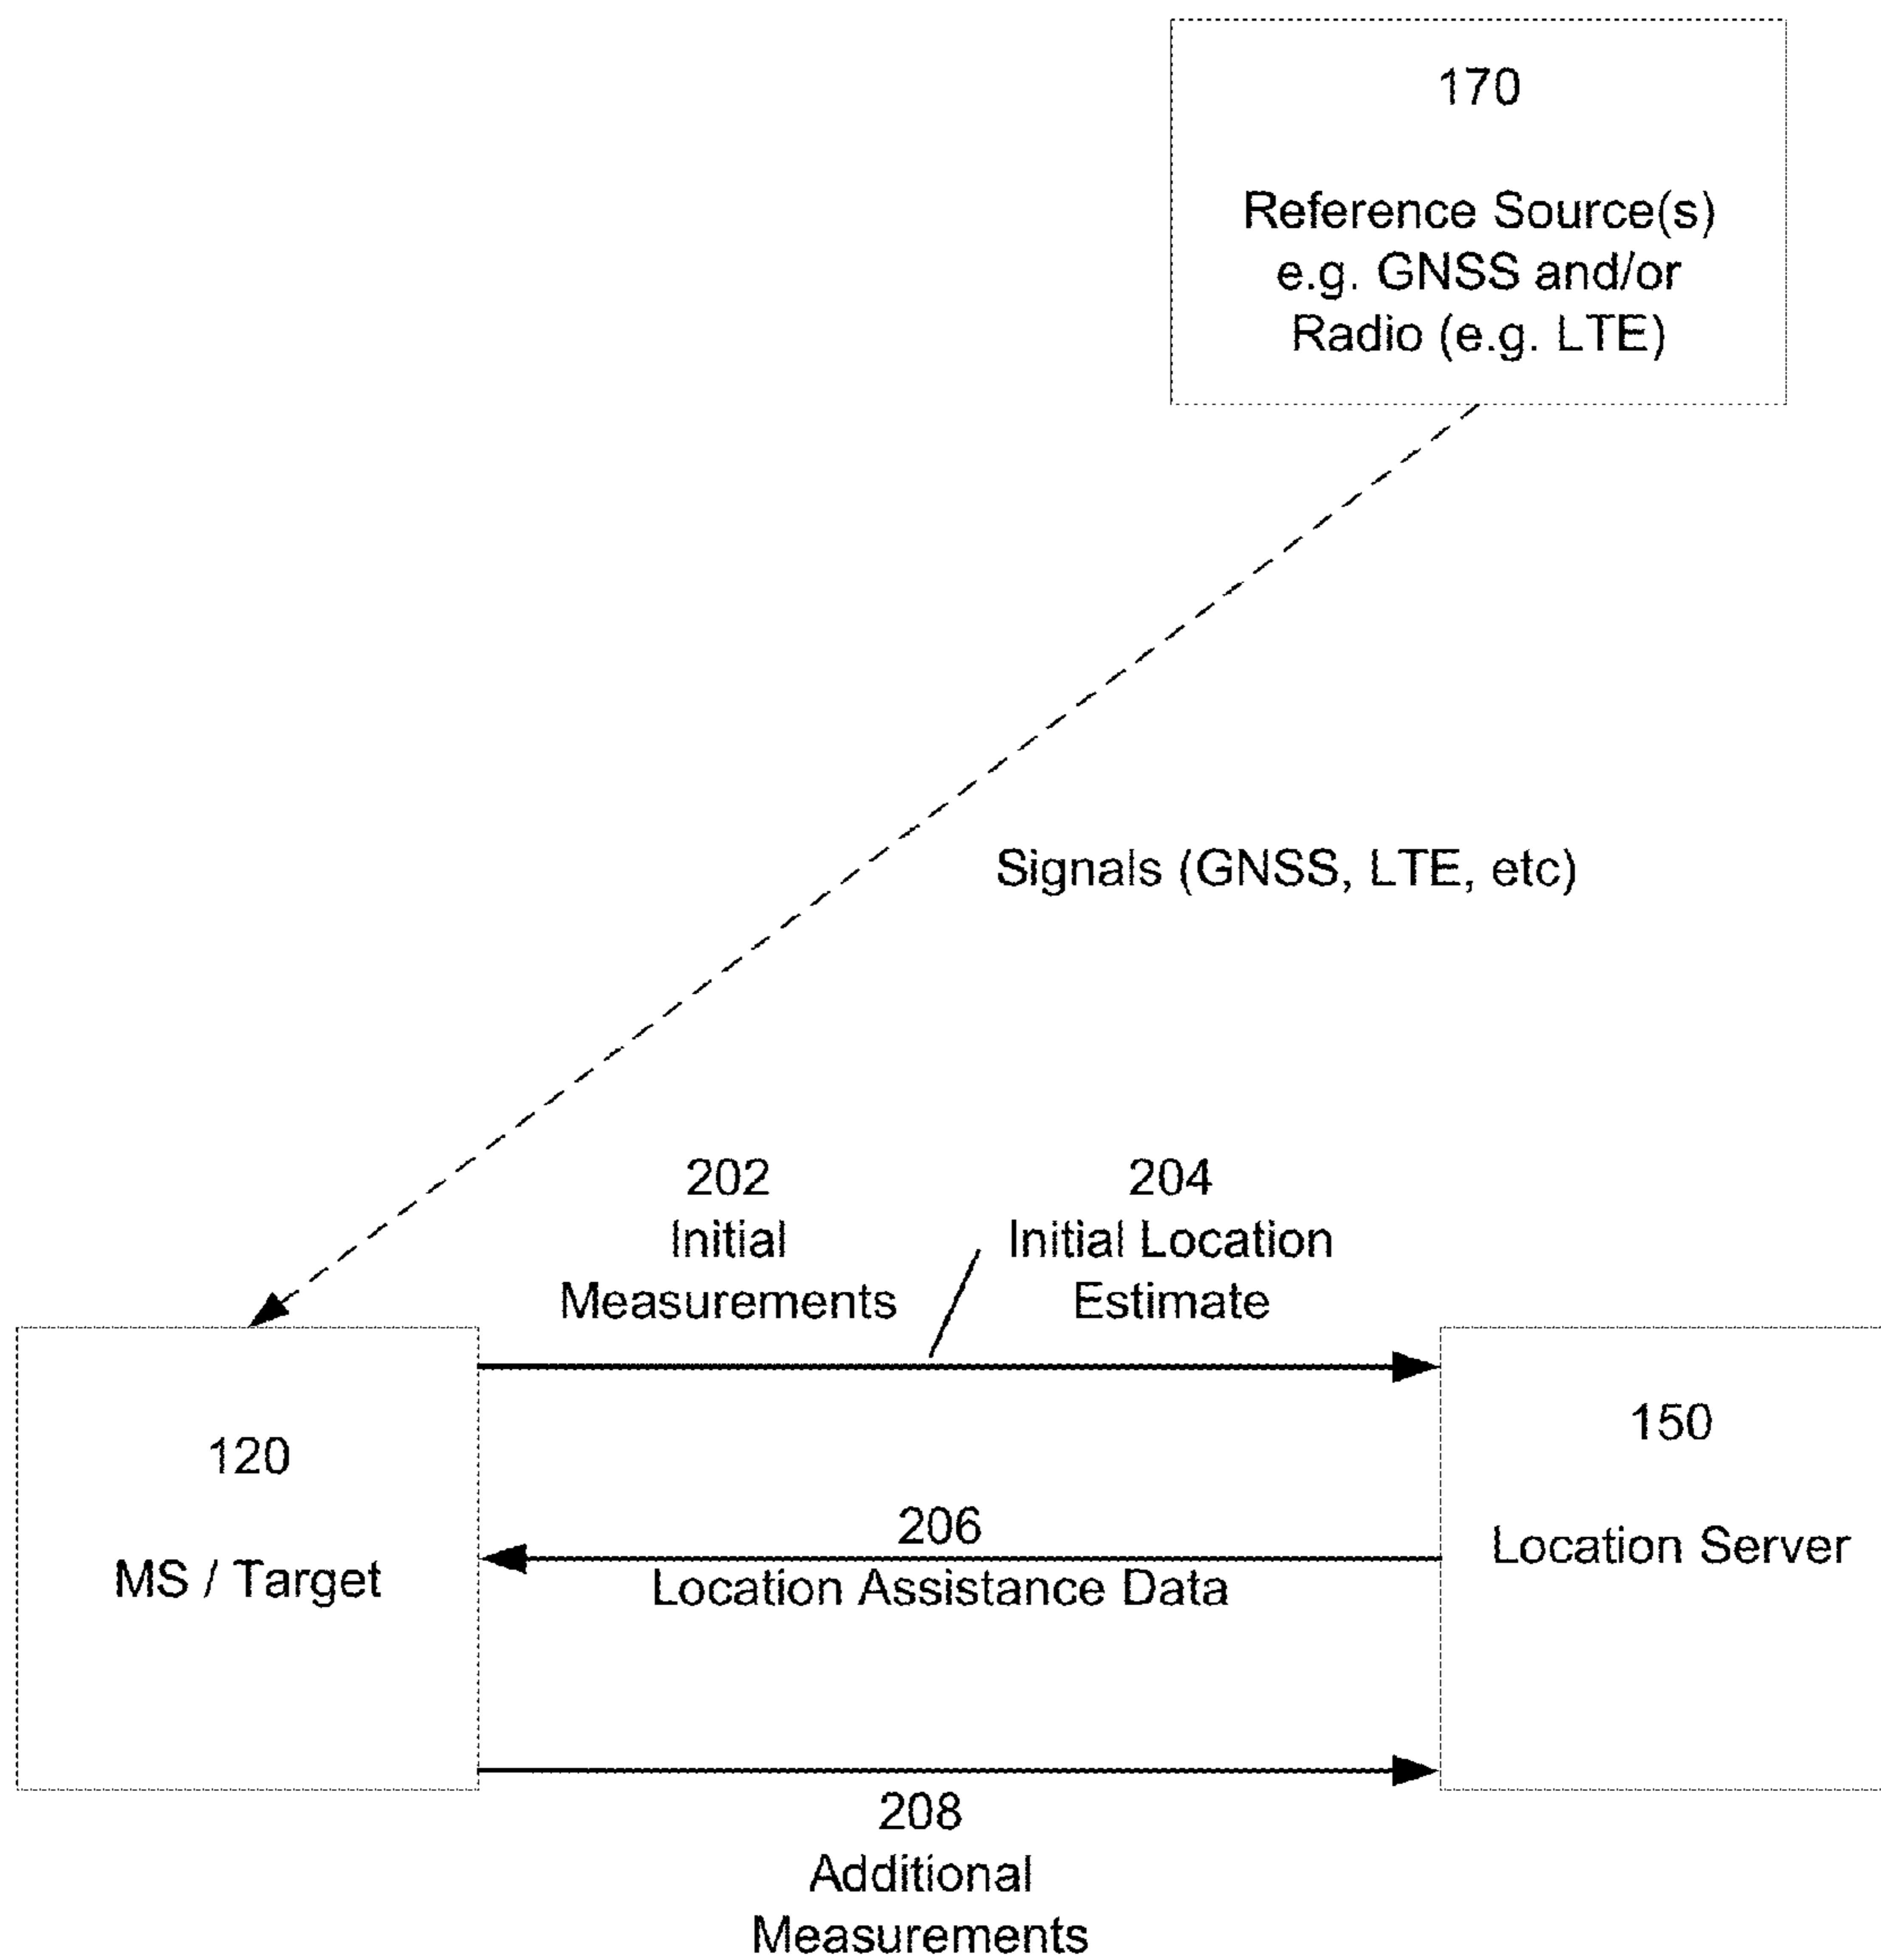 170
Reference Source(s)
e.g. GNSS and/or
Radio (e.g. LTE)
Signals (GNSS, LTE, etc)
202
Initial
Measurements
204
Initial Location
Estimate
120
MS / Target
150
Location Server
206
Location Assistance Data
208
Additional
Measurements